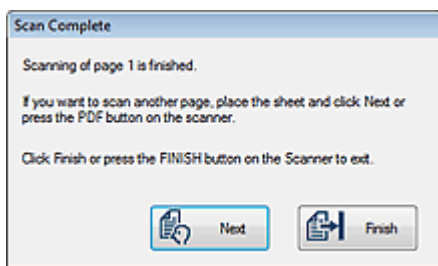 Scan Complete
Scanning of page 1 is finished.
If you want to scan another page, place the sheet and click Next or
press the PDF button on the scanner.
Click Finish or press the FINISH button on the Scanner to exit.
Next
Finish